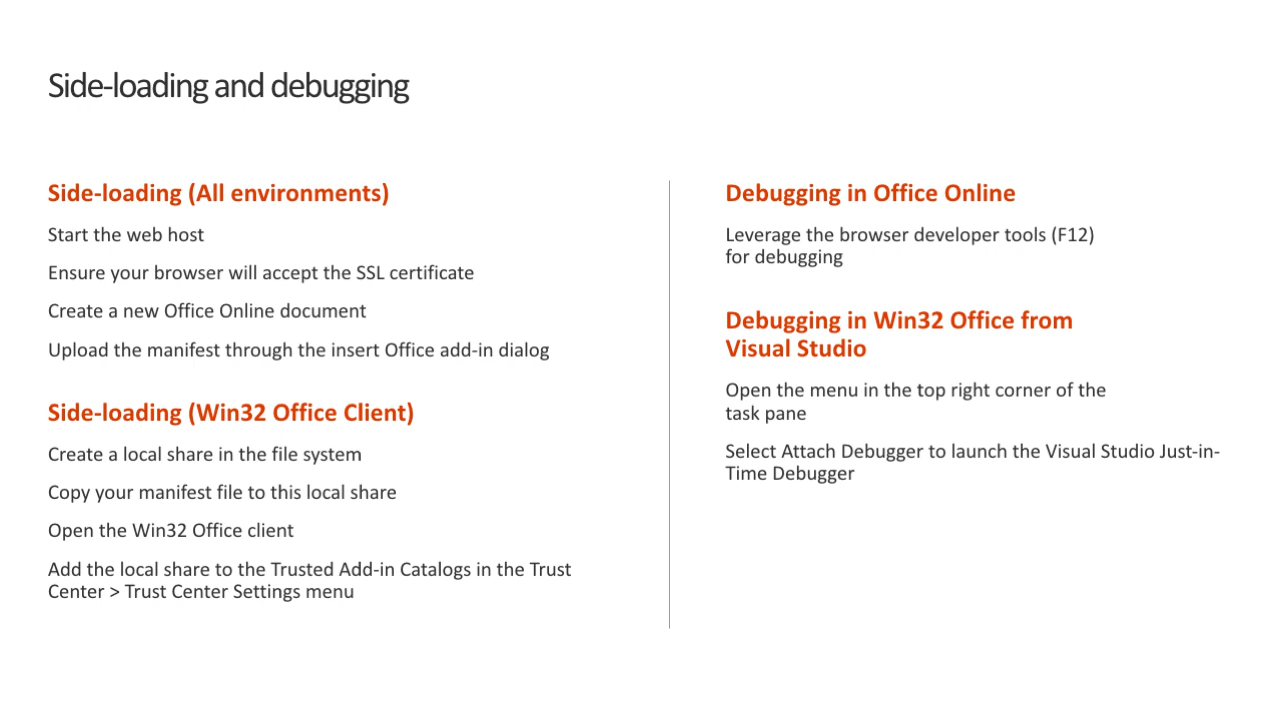 Side-loading and debugging
Side-loading (All environments)
Start the web host
Ensure your browser will accept the SSL certificate
Create a new Office Online document
Upload the manifest through the insert Office add-in dialog
Side-loading (Win32 Office Client)
Create a local share in the file system
Copy your manifest file to this local share
Open the Win32 Office client
Add the local share to the Trusted Add-in Catalogs in the Trust
Center > Trust Center Settings menu
Debugging in Office Online
Leverage the browser developer tools (F12)
for debugging
Debugging in Win32 Office from
Visual Studio
Open the menu in the top right corner of the
task pane
Select Attach Debugger to launch the Visual Studio Just-in-
Time Debugger